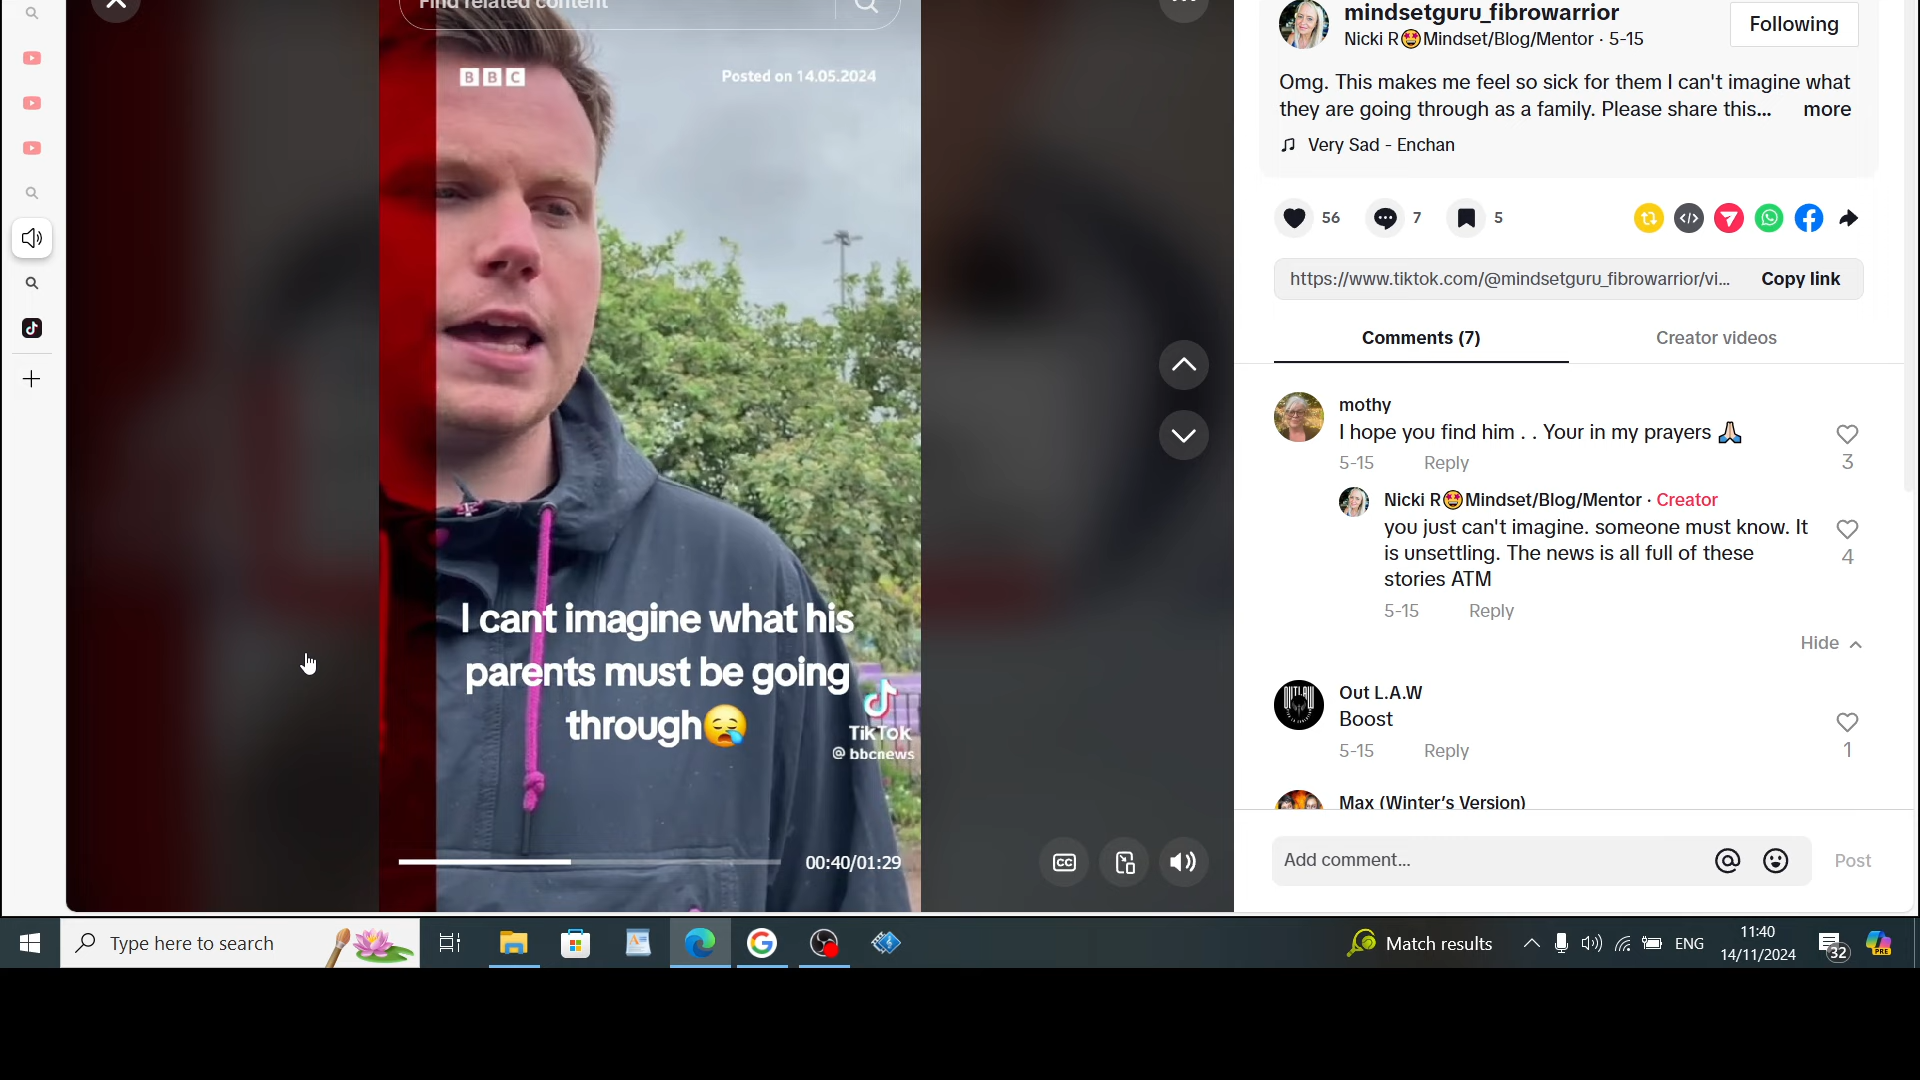 Find related content
BBC
Posted on 14.05.2024
I cant imagine what his
parents must be going
through😪
TikTok
@bbcnews
00:40/01:29
CC
mindsetguru_fibrowarrior
Nicki R🤩Mindset/Blog/Mentor · 5-15
Following
Omg. This makes me feel so sick for them I can't imagine what
they are going through as a family. Please share this... more
Very Sad - Enchan
56
7
5
https://www.tiktok.com/@mindsetguru_fibrowarrior/vi...
Copy link
Comments (7)
Creator videos
mothy
I hope you find him . . Your in my prayers 🙏🏻
5-15 Reply
3
Nicki R🤩Mindset/Blog/Mentor · Creator
you just can't imagine. someone must know. It
is unsettling. The news is all full of these
stories ATM
4
5-15 Reply
Hide
OUTLAW
Out L.A.W
Boost
5-15 Reply
1
Max (Winter's Version)
Add comment...
@
Post
Type here to search
Match results
ENG
11:40
14/11/2024
32
PRE